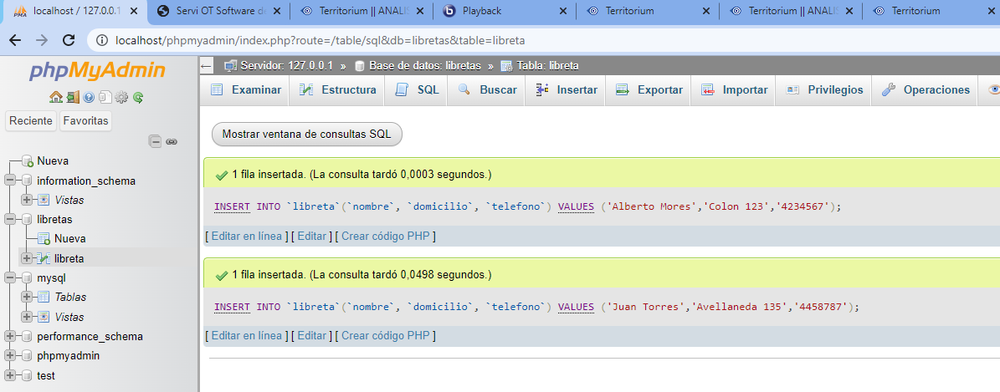 localhost / 127.0.0.1
Servi OT Software de
Territorium || ANALIS
Playback
Territorium
Territorium || ANALIS
Territorium
localhost/phpmyadmin/index.php?route=/table/sql&db=libretas&table=libreta
phpMyAdmin
Reciente
Favoritas
Nueva
information_schema
Vistas
libretas
Nueva
libreta
mysql
Tablas
Vistas
performance_schema
phpmyadmin
test
Servidor: 127.0.0.1 » Base de datos: libretas » Tabla: libreta
Examinar
Estructura
SQL
Buscar
Insertar
Exportar
Importar
Privilegios
Operaciones
Mostrar ventana de consultas SQL
1 fila insertada. (La consulta tardó 0,0003 segundos.)
INSERT INTO `libreta`(`nombre`, `domicilio`, `telefono`) VALUES ('Alberto Mores','Colon 123','4234567');
[ Editar en línea ] [ Editar ] [ Crear código PHP ]
1 fila insertada. (La consulta tardó 0,0498 segundos.)
INSERT INTO `libreta`(`nombre`, `domicilio`, `telefono`) VALUES ('Juan Torres','Avellaneda 135','4458787');
[ Editar en línea ] [ Editar ] [ Crear código PHP ]